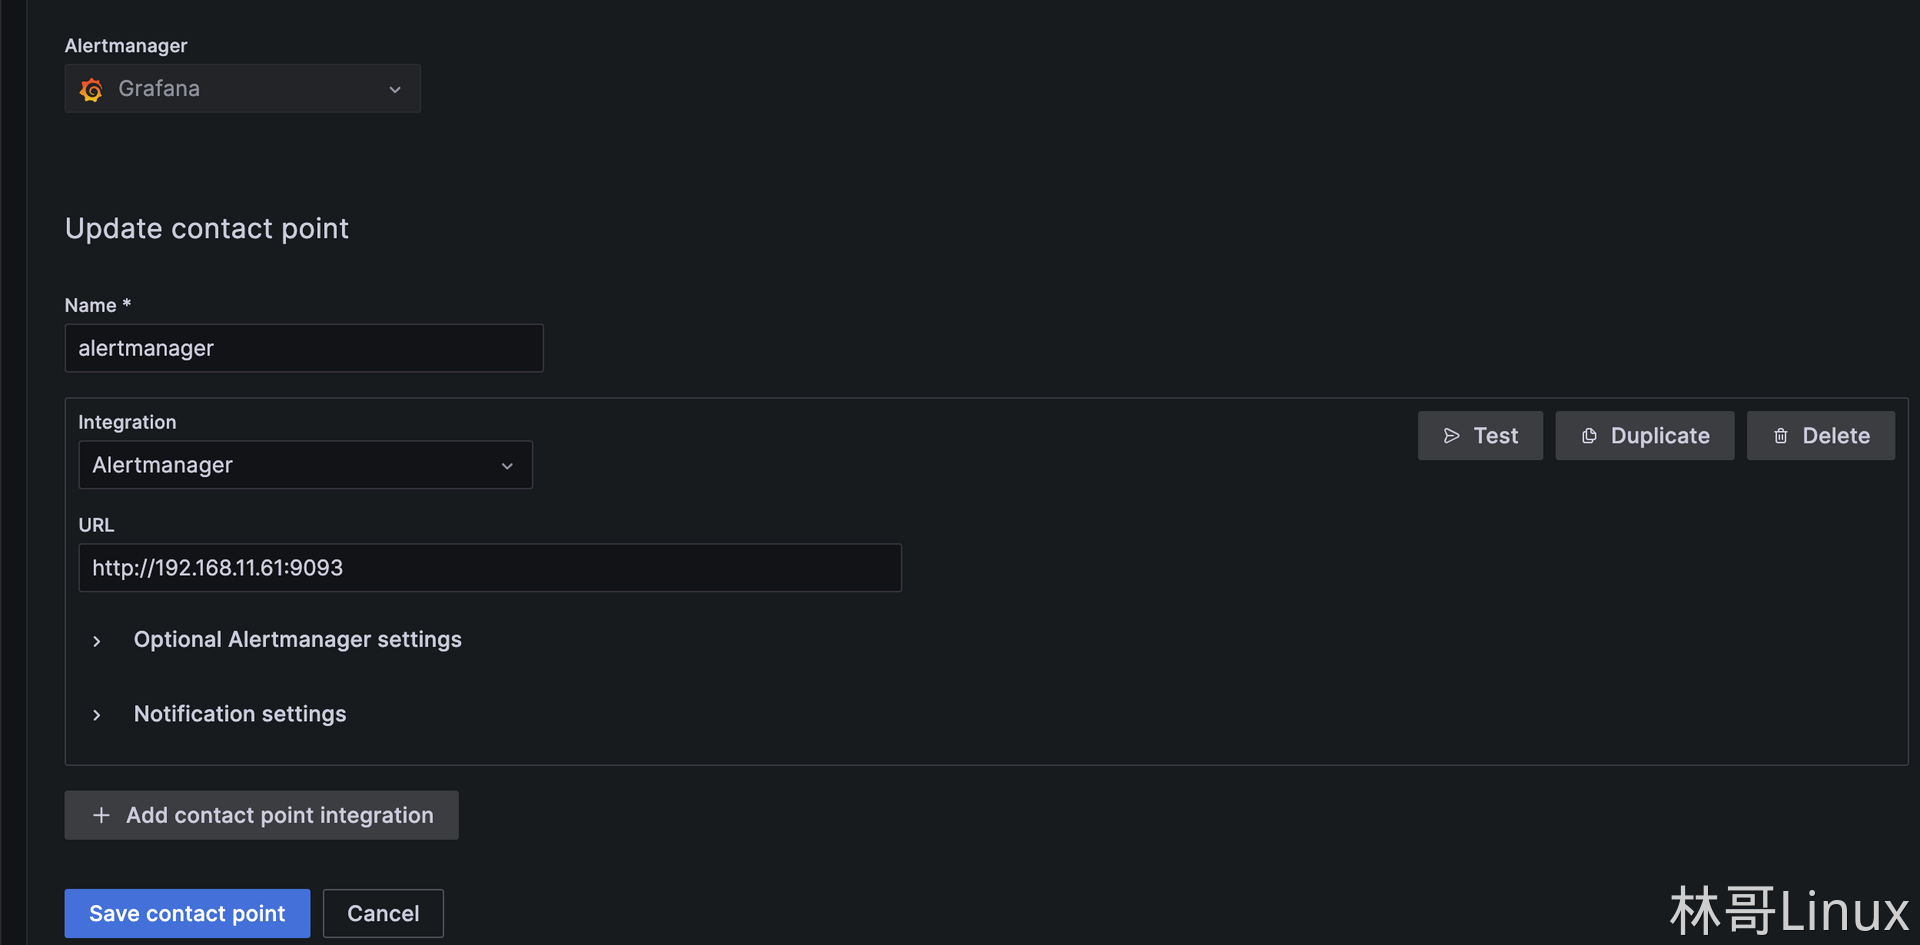 Alertmanager
Grafana
Update contact point
Name *
alertmanager
Integration
Alertmanager
Test
Duplicate
Delete
URL
http://192.168.11.61:9093
Optional Alertmanager settings
Notification settings
Add contact point integration
Save contact point
Cancel
林哥Linux